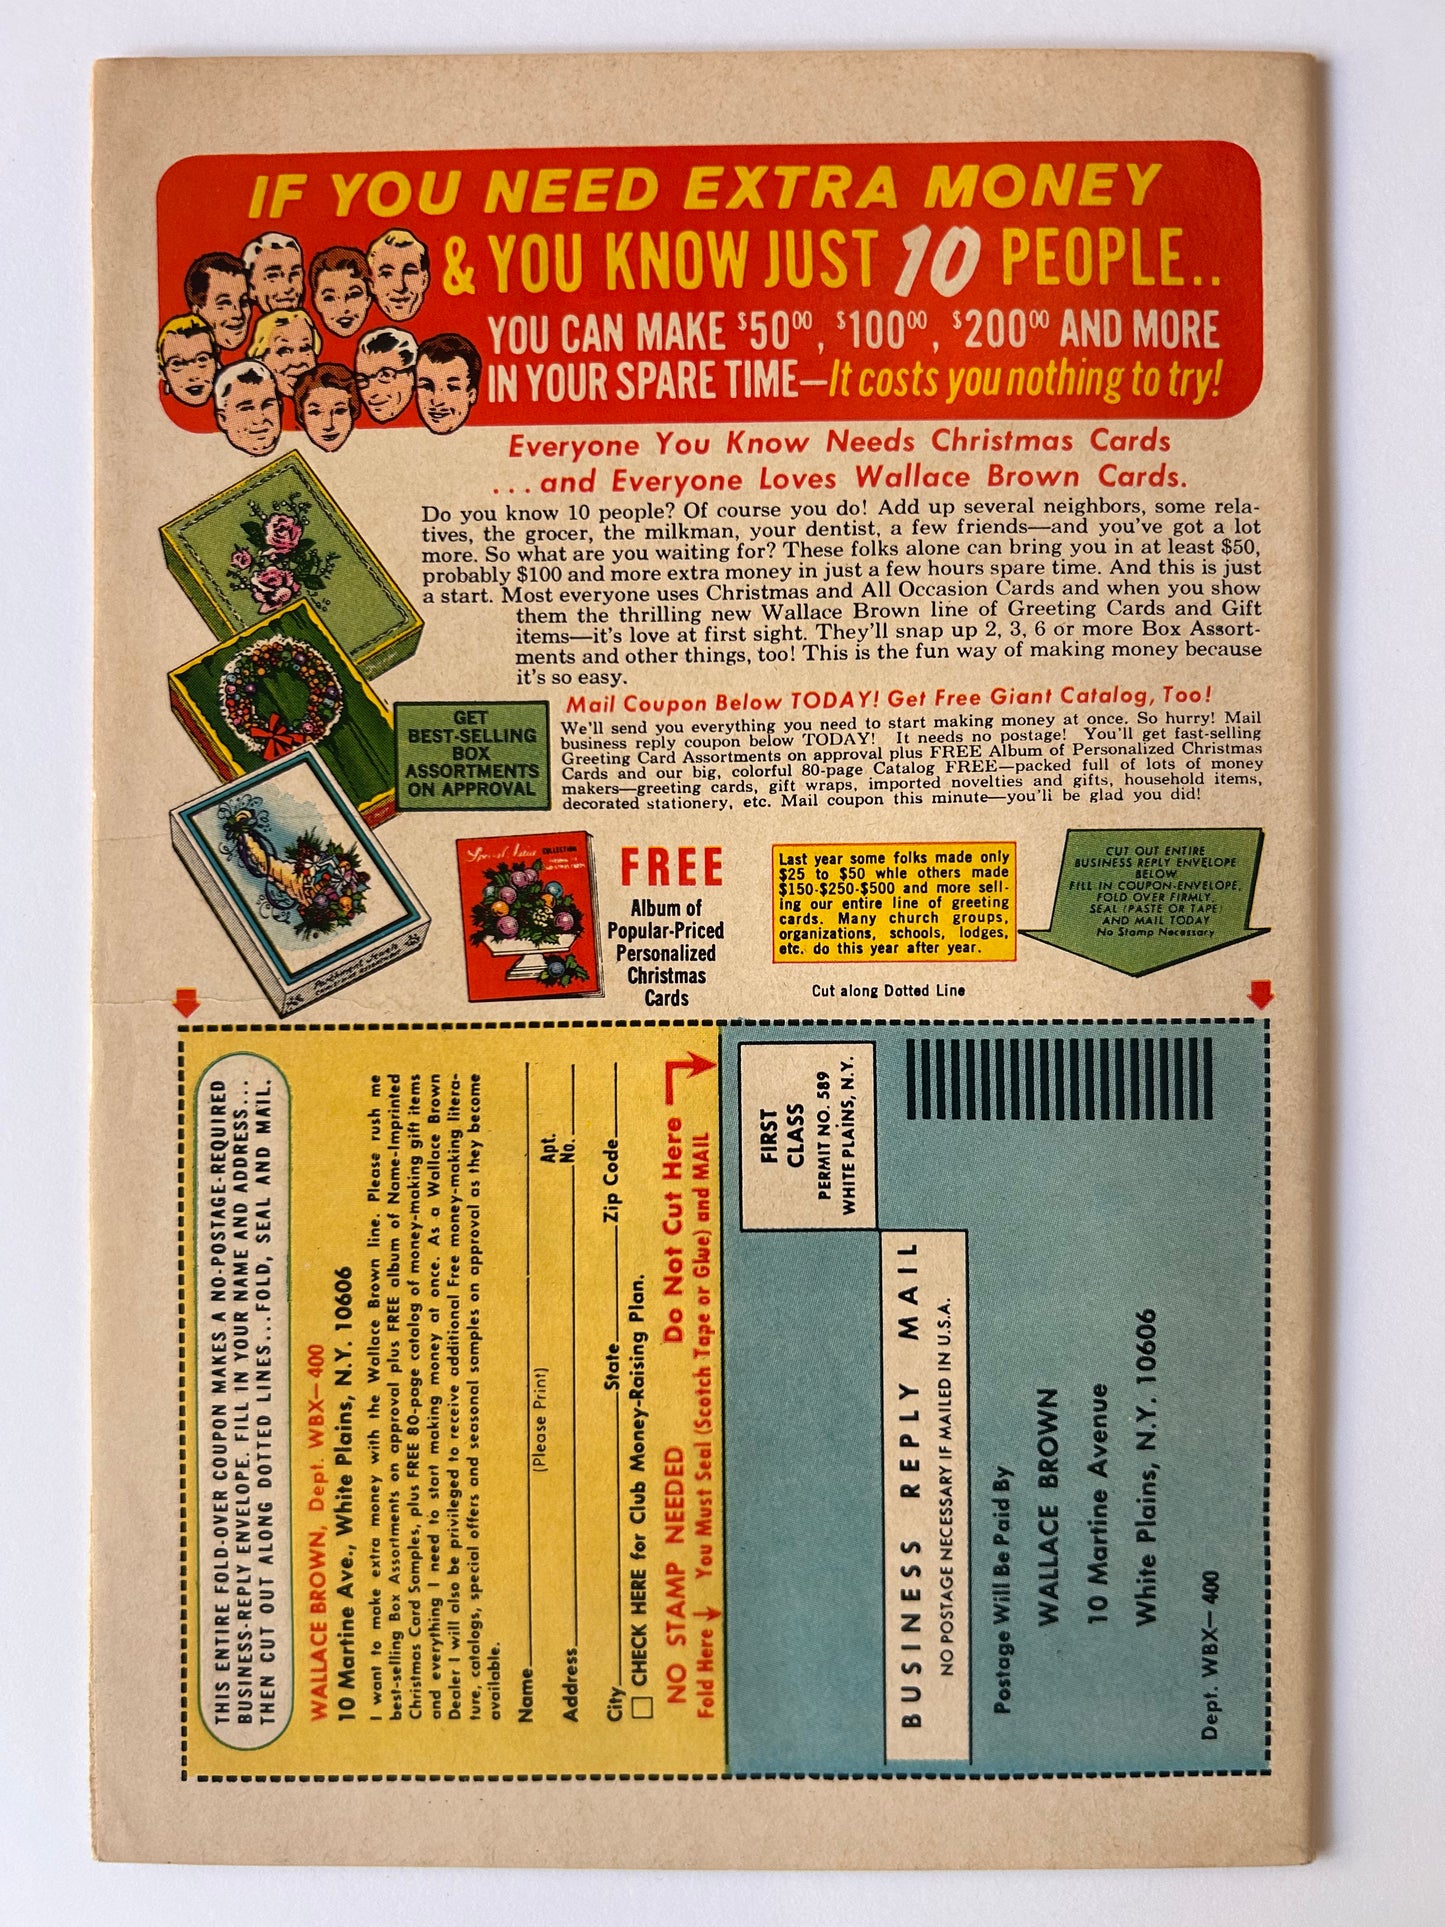 IF YOU NEED EXTRA MONEY
& YOU KNOW JUST 10 PEOPLE..
YOU CAN MAKE $5000, $10000, $20000 AND MORE
IN YOUR SPARE TIME—It costs you nothing to try!
Everyone You Know Needs Christmas Cards
...and Everyone Loves Wallace Brown Cards.
Do you know 10 people? Of course you do! Add up several neighbors, some rela-
tives, the grocer, the milkman, your dentist, a few friends—and you've got a lot
more. So what are you waiting for? These folks alone can bring you in at least $50,
probably $100 and more extra money in just a few hours spare time. And this is just
a start. Most everyone uses Christmas and All Occasion Cards and when you show
them the thrilling new Wallace Brown line of Greeting Cards and Gift
items—it's love at first sight. They'll snap up 2, 3, 6 or more Box Assort-
ments and other things, too! This is the fun way of making money because
it's so easy.
Mail Coupon Below TODAY! Get Free Giant Catalog, Too!
We'll send you everything you need to start making money at once. So hurry! Mail
business reply coupon below TODAY! It needs no postage! You'll get fast-selling
Greeting Card Assortments on approval plus FREE Album of Personalized Christmas
Cards and our big, colorful 80-page Catalog FREE—packed full of lots of money
makers—greeting cards, gift wraps, imported novelties and gifts, household items,
decorated stationery, etc. Mail coupon this minute—you'll be glad you did!
GET
BEST-SELLING
BOX
ASSORTMENTS
ON APPROVAL
COLLECTION
FREE
Album of
Popular-Priced
Personalized
Christmas
Cards
Last year some folks made only
$25 to $50 whle others made
$150-$250-$500 and more sell-
ing our entire line of greeting
cards. Many church groups,
organizations, schools, lodges,
etc. do this year after year.
Cut along Dotted Line
CUT OUT ENTIRE
BUSINESS REPLY ENVELOPE
BELOW
FILL IN COUPON-ENVELOPE,
FOLD OVER FIRMLY,
SEAL (PASTE OR TAPE)
AND MAIL TODAY
No Stamp Necessary
THIS ENTIRE FOLD-OVER COUPON MAKES A NO-POSTAGE-REQUIRED
BUSINESS-REPLY ENVELOPE. FILL IN YOUR NAME AND ADDRESS...
THEN CUT OUT ALONG DOTTED LINES...FOLD, SEAL AND MAIL.
WALLACE BROWN, Dept. WBX—400
10 Martine Ave., White Plains, N.Y. 10606
I want to make extra money with the Wallace Brown line. Please rush me
best-selling Box Assortments on approval plus FREE album of Name-Imprinted
Christmas Card Samples, plus FREE 80-page catalog of money-making gift items
and everything I need to start making money at once. As a Wallace Brown
Dealer I will also be privileged to receive additional Free money-making litera-
ture, catalogs, special offers and seasonal samples on approval as they become
available.
Name
(Please Print)
Address Apt. No.
City State Zip Code
CHECK HERE for Club Money-Raising Plan.
NO STAMP NEEDED Do Not Cut Here
Fold Here You Must Seal (Scotch Tape or Glue) and MAIL
FIRST
CLASS
PERMIT NO. 589
WHITE PLAINS, N.Y.
BUSINESS REPLY MAIL
NO POSTAGE NECESSARY IF MAILED IN U.S.A.
Postage Will Be Paid By
WALLACE BROWN
10 Martine Avenue
White Plains, N.Y. 10606
Dept. WBX—400